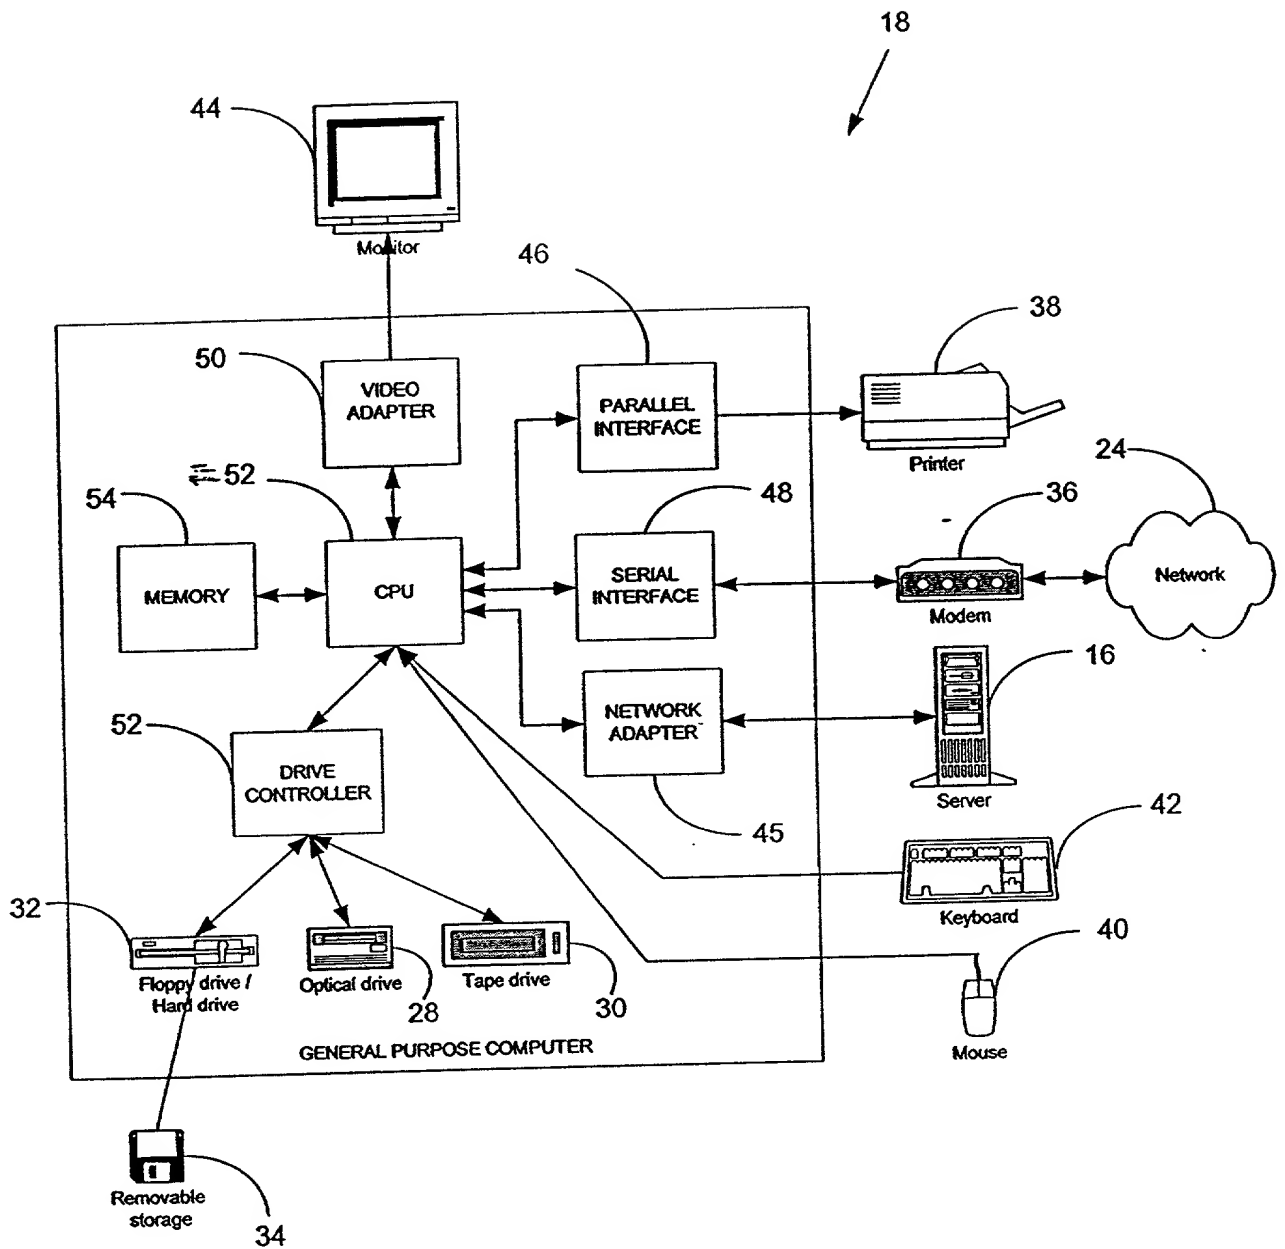 18
44
Monitor
46
38
50
VIDEO
ADAPTER
PARALLEL
INTERFACE
Printer
24
52
54
48
36
MEMORY
CPU
SERIAL
INTERFACE
Modem
Network
16
52
DRIVE
CONTROLLER
NETWORK
ADAPTER
Server
45
42
Keyboard
32
40
Floppy drive /
Hard drive
Optical drive
28
Tape drive
30
Mouse
GENERAL PURPOSE COMPUTER
Removable
storage
34